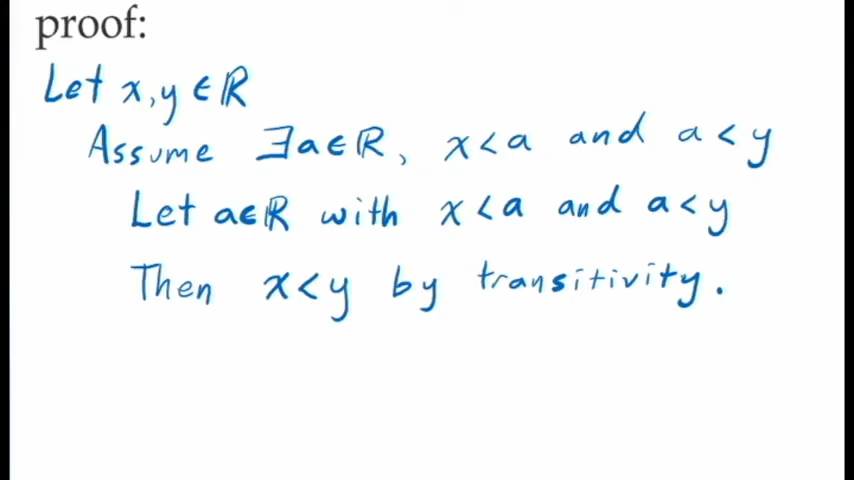 proof:
Let x, y ∈ ℝ
Assume ∃a∈ℝ, x<a and a<y
Let a∈ℝ with x<a and a<y
Then x<y by transitivity.